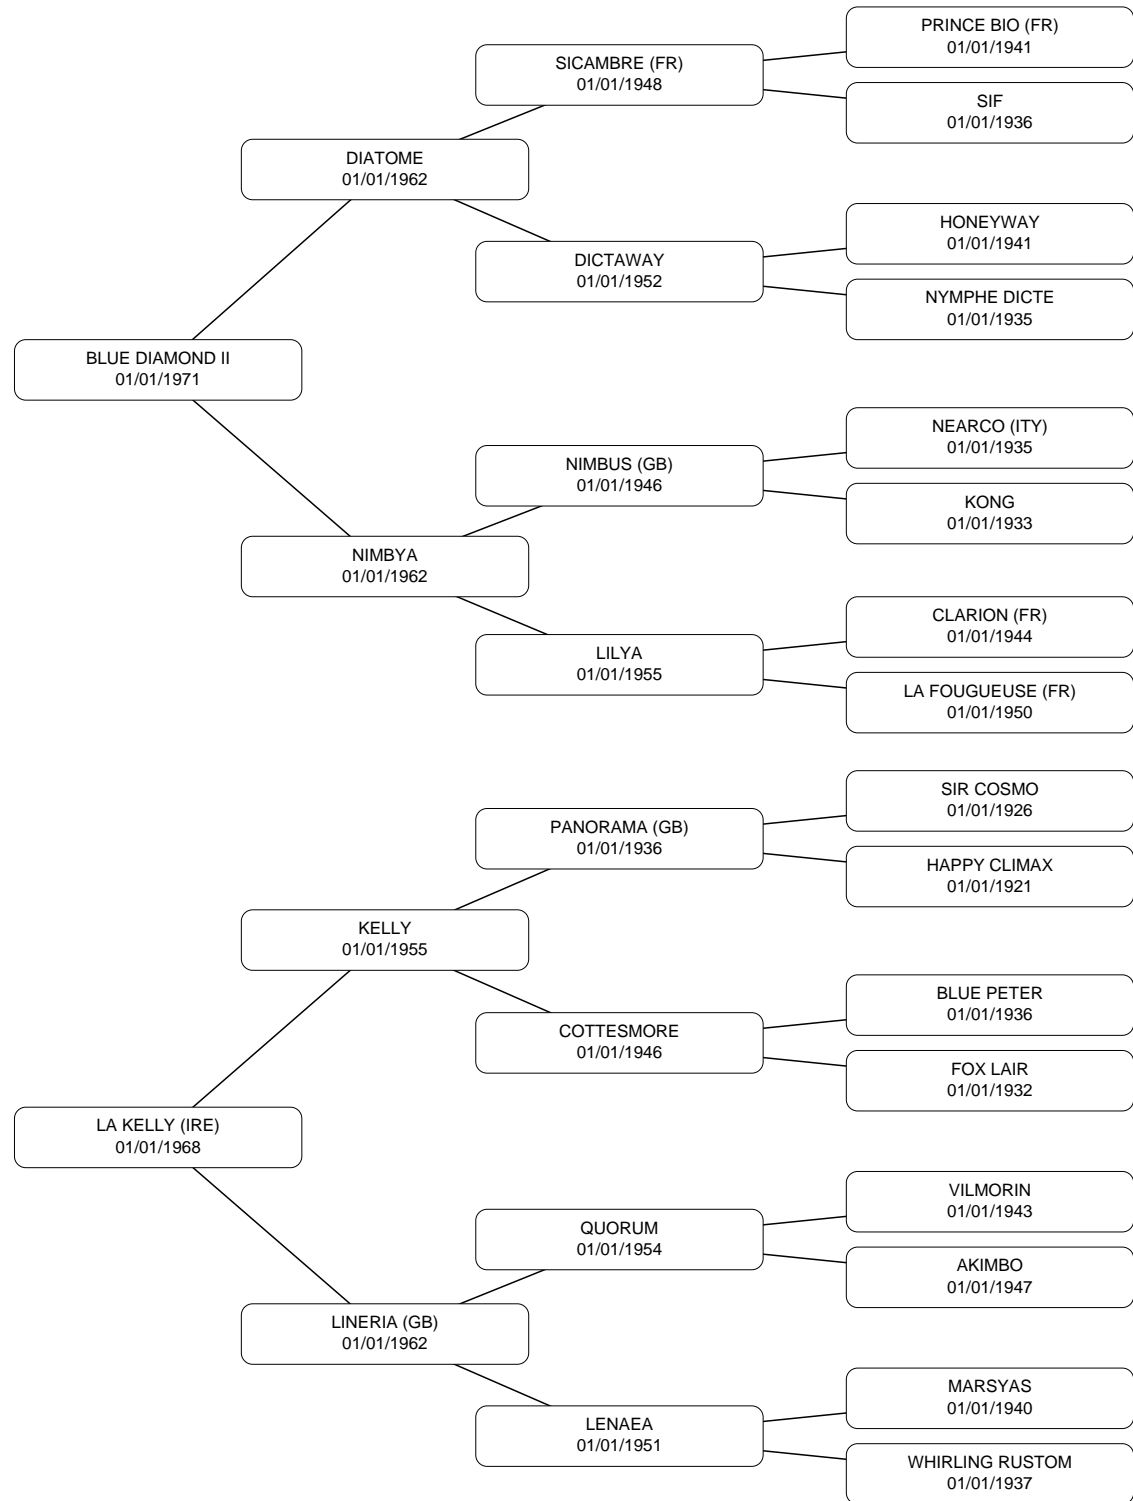 PRINCE BIO (FR)
01/01/1941
SICAMBRE (FR)
01/01/1948
SIF
01/01/1936
DIATOME
01/01/1962
HONEYWAY
01/01/1941
DICTAWAY
01/01/1952
NYMPHE DICTE
01/01/1935
BLUE DIAMOND II
01/01/1971
NEARCO (ITY)
01/01/1935
NIMBUS (GB)
01/01/1946
KONG
01/01/1933
NIMBYA
01/01/1962
CLARION (FR)
01/01/1944
LILYA
01/01/1955
LA FOUGUEUSE (FR)
01/01/1950
SIR COSMO
01/01/1926
PANORAMA (GB)
01/01/1936
HAPPY CLIMAX
01/01/1921
KELLY
01/01/1955
BLUE PETER
01/01/1936
COTTESMORE
01/01/1946
FOX LAIR
01/01/1932
LA KELLY (IRE)
01/01/1968
VILMORIN
01/01/1943
QUORUM
01/01/1954
AKIMBO
01/01/1947
LINERIA (GB)
01/01/1962
MARSYAS
01/01/1940
LENAEA
01/01/1951
WHIRLING RUSTOM
01/01/1937